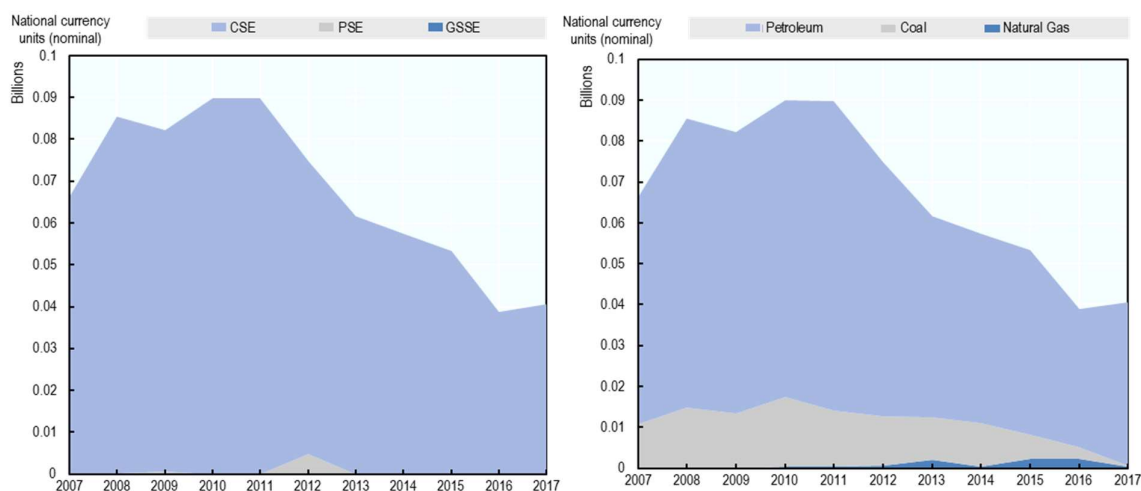 National currency
units (nominal)
CSE PSE GSSE
Billions
0.1
0.09
0.08
0.07
0.06
0.05
0.04
0.03
0.02
0.01
0
2007 2008 2009 2010 2011 2012 2013 2014 2015 2016 2017
National currency
units (nominal)
Petroleum Coal Natural Gas
Billions
0.1
0.09
0.08
0.07
0.06
0.05
0.04
0.03
0.02
0.01
0
2007 2008 2009 2010 2011 2012 2013 2014 2015 2016 2017